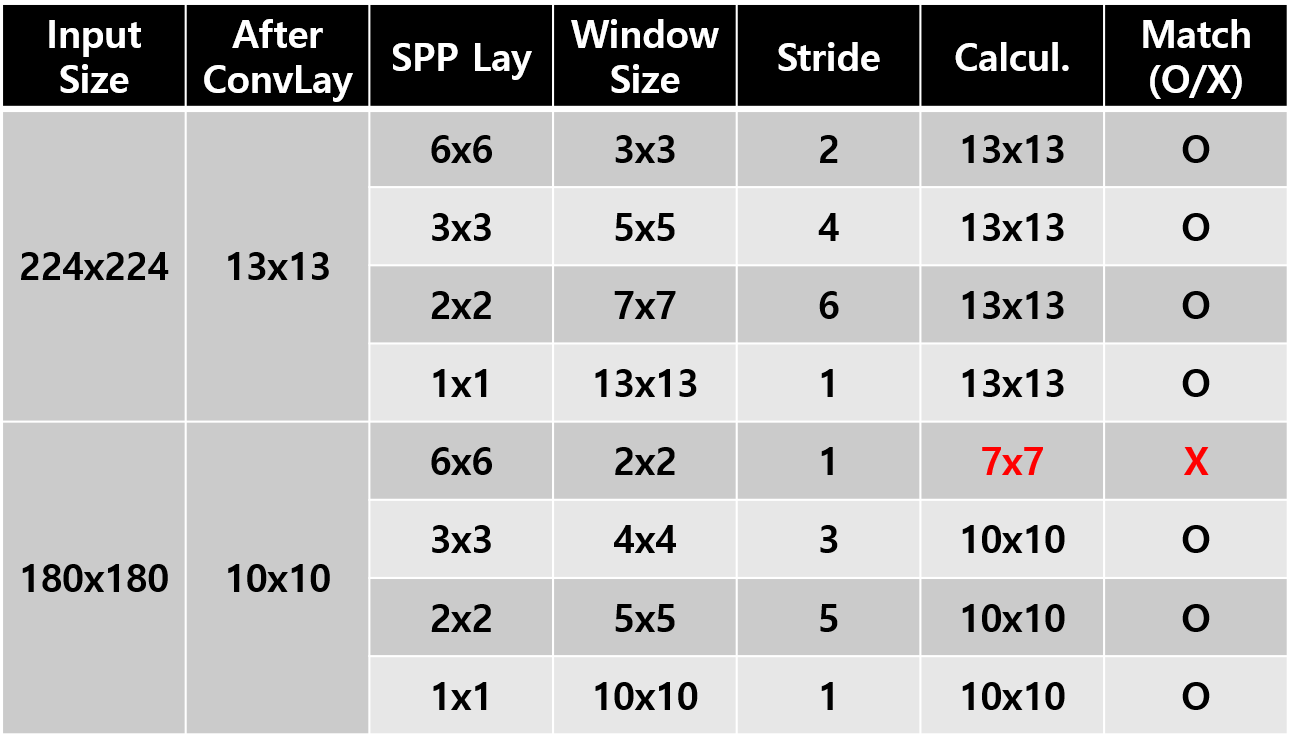 Input Size After ConvLay SPP Lay Window Size Stride Calcul. Match (O/X)
224x224 13x13 6x6 3x3 2 13x13 O
3x3 5x5 4 13x13 O
2x2 7x7 6 13x13 O
1x1 13x13 1 13x13 O
180x180 10x10 6x6 2x2 1 7x7 X
3x3 4x4 3 10x10 O
2x2 5x5 5 10x10 O
1x1 10x10 1 10x10 O